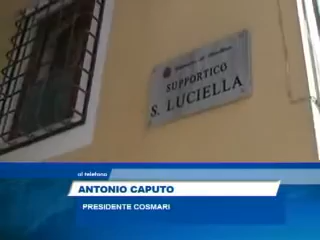 SUPPORTICO
S. LUCIELLA
al telefono
ANTONIO CAPUTO
PRESIDENTE COSMARI